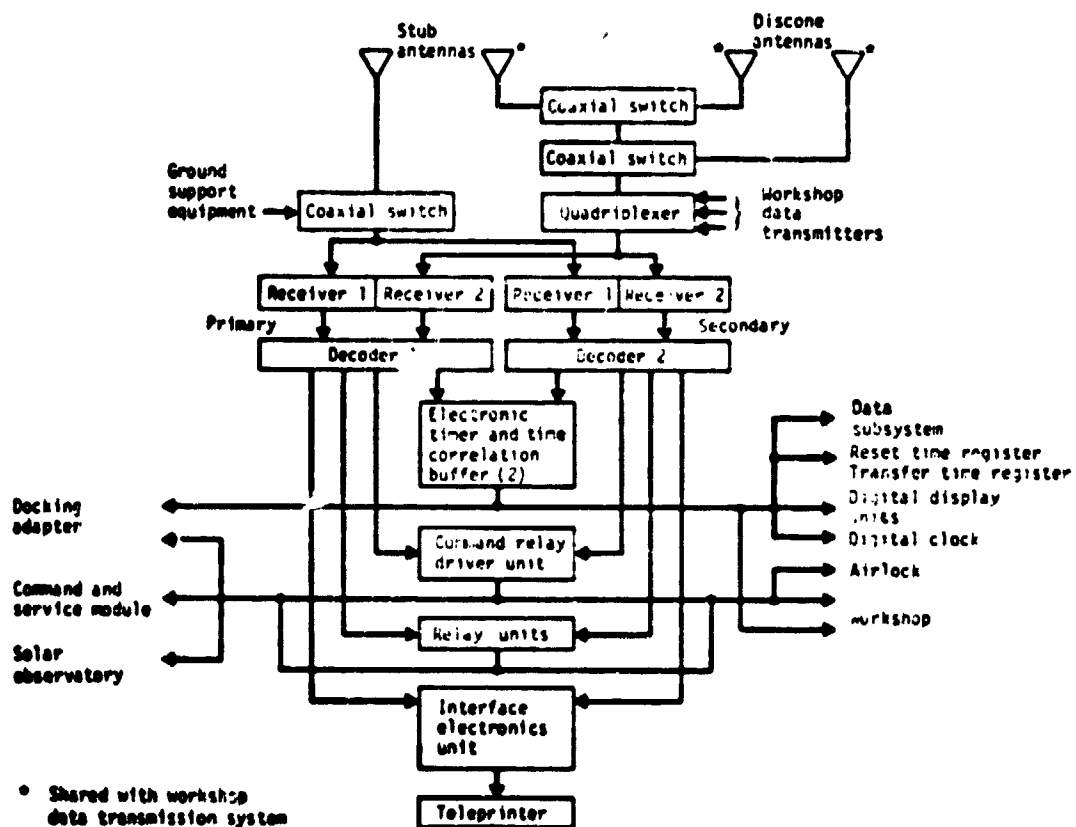 Stub
antennas
*
Discone
antennas
*
*
Coaxial switch
Coaxial switch
Ground
support
equipment
Coaxial switch
Quadriplexer
Workshop
data
transmitters
Receiver 1
Receiver 2
Receiver 1
Receiver 2
Primary
Secondary
Decoder
Decoder 2
Electronic
timer and time
correlation
buffer (2)
Data
subsystem
Reset time register
Transfer time register
Digital display
units
Digital clock
Docking
adapter
Command relay
driver unit
Airlock
Command and
service module
Workshop
Relay units
Solar
observatory
Interface
electronics
unit
Teleprinter
* Shared with workshop
data transmission system